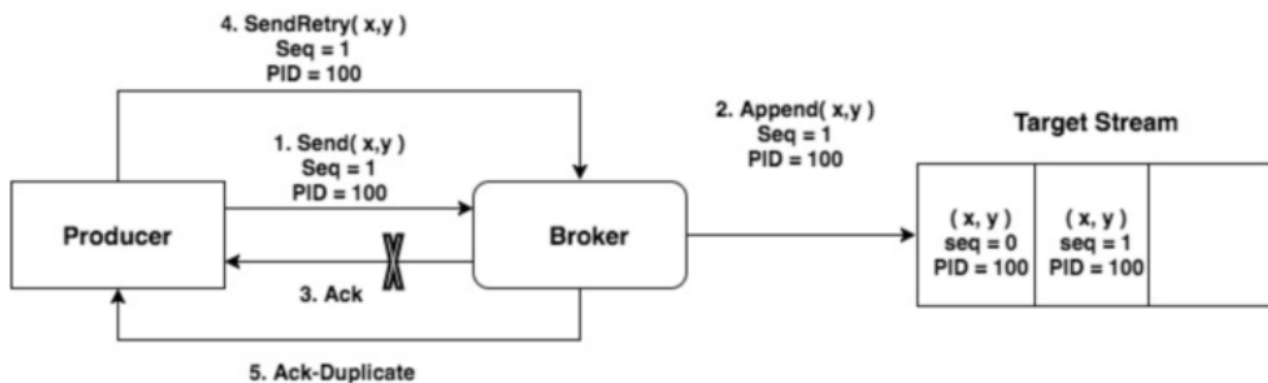 4. SendRetry( x,y )
Seq = 1
PID = 100
1. Send( x,y )
Seq = 1
PID = 100
Producer
Broker
3. Ack
5. Ack-Duplicate
2. Append( x,y )
Seq = 1
PID = 100
Target Stream
( x, y )
seq = 0
PID = 100
( x, y )
seq = 1
PID = 100